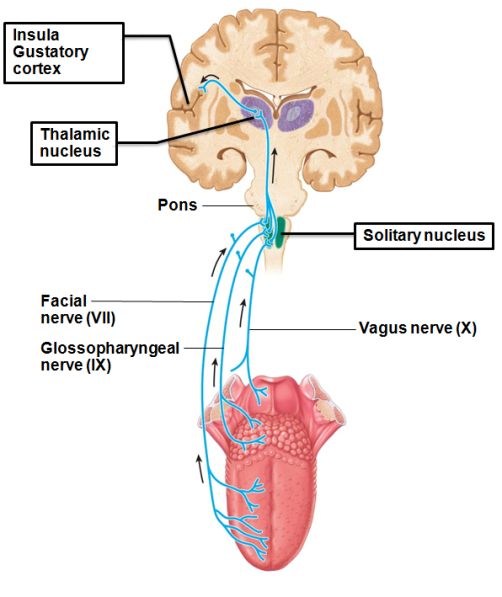 Insula
Gustatory
cortex
Thalamic
nucleus
Pons
Solitary nucleus
Facial
nerve (VII)
Vagus nerve (X)
Glossopharyngeal
nerve (IX)